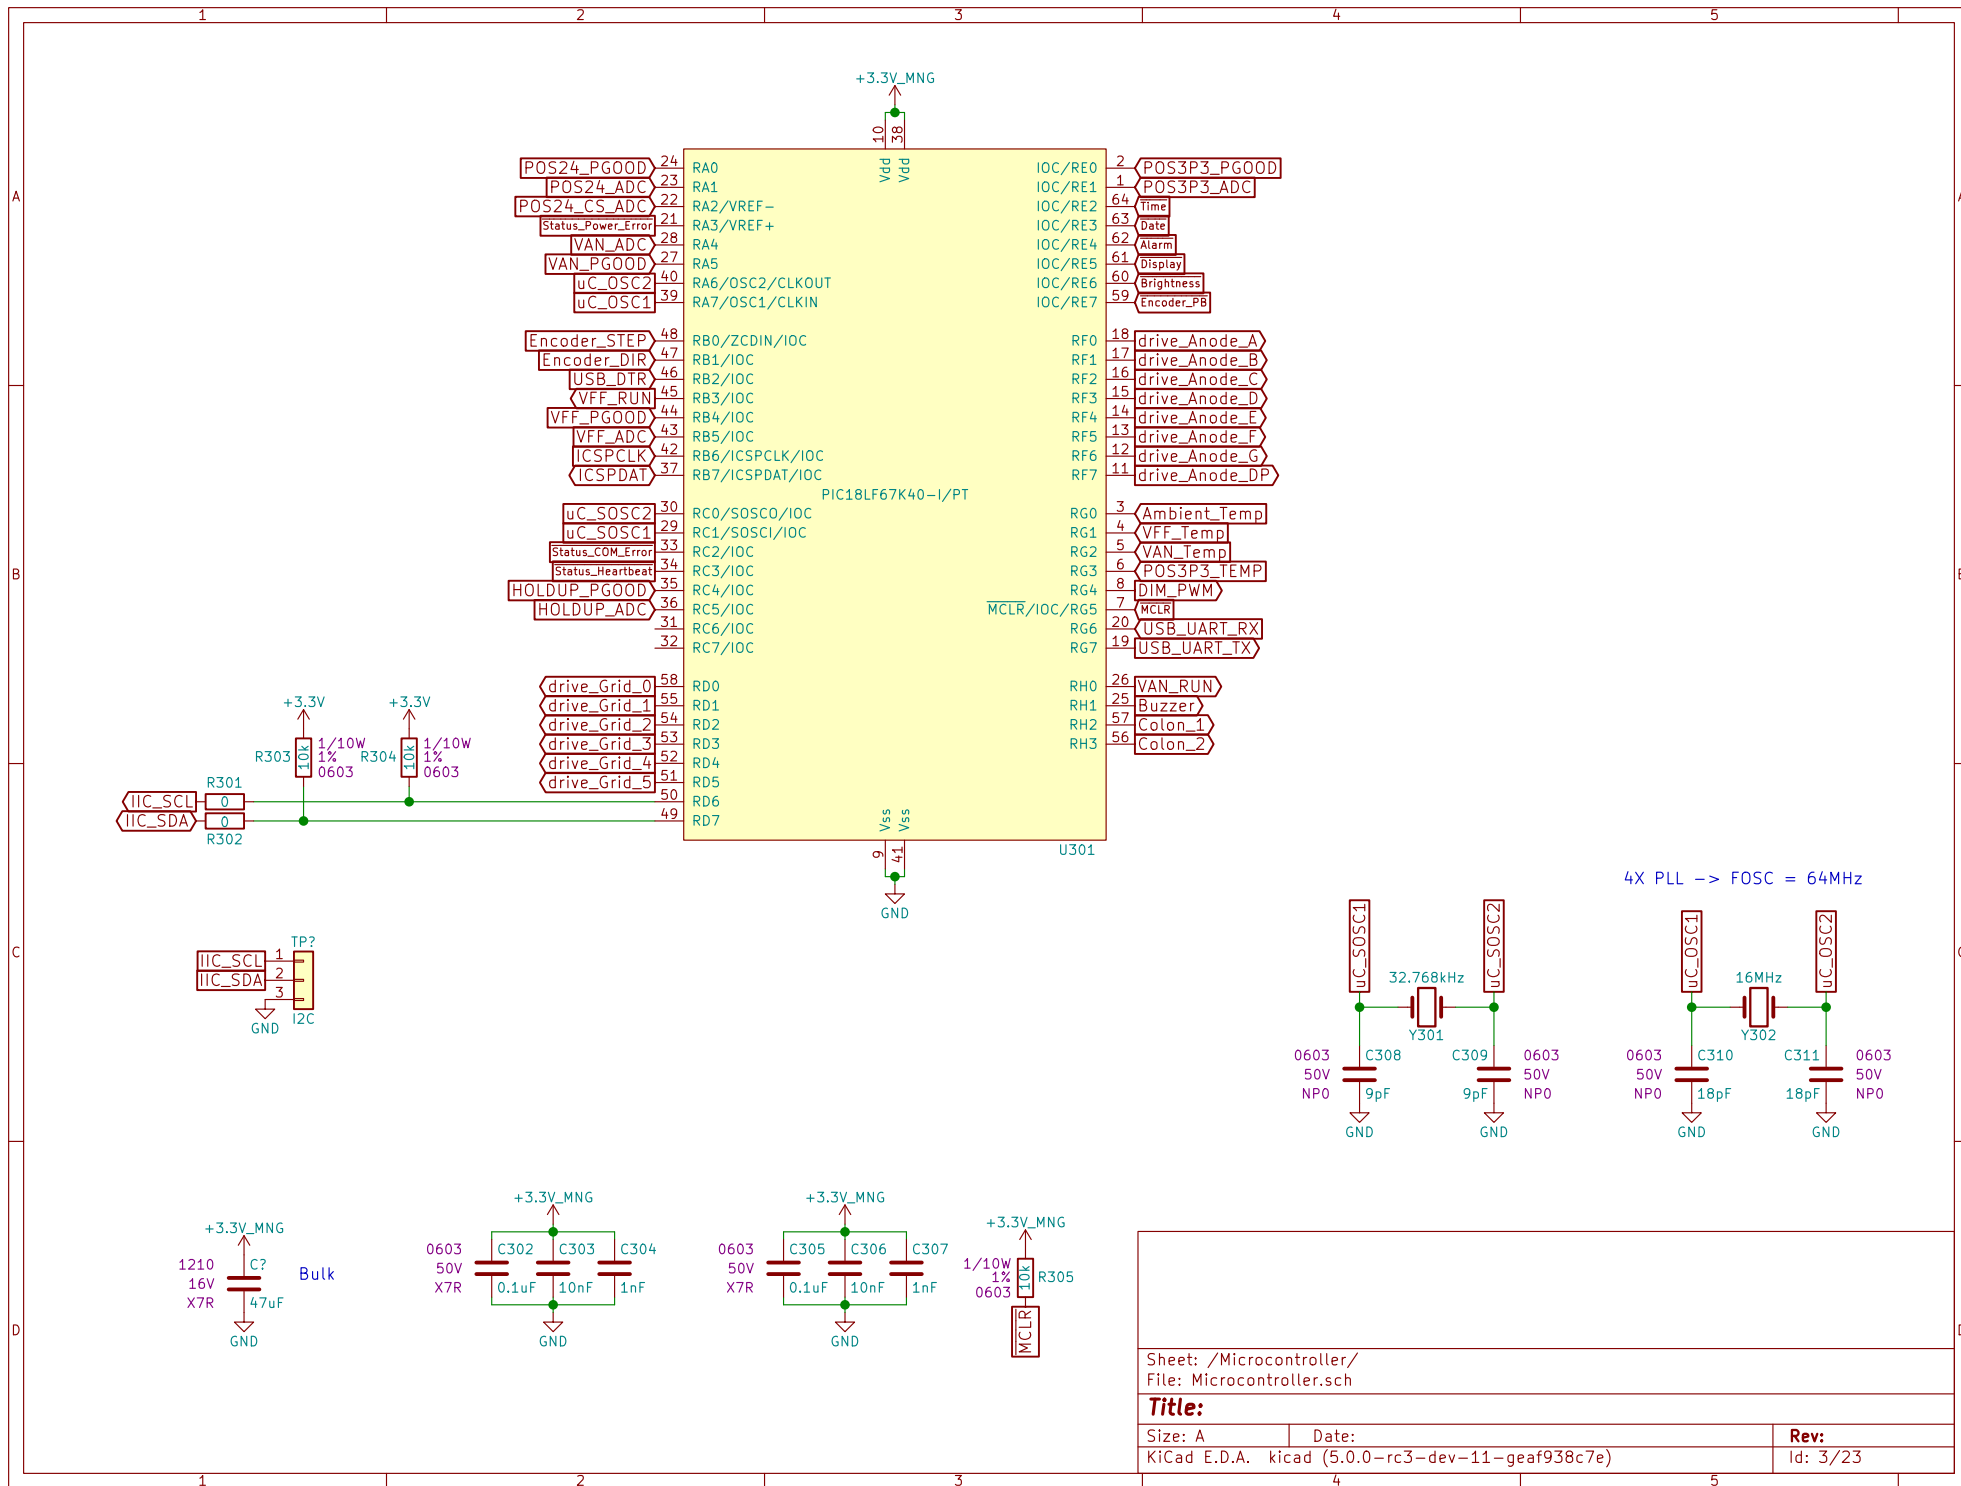 1 2 3 4 5
+3.3V_MNG
10 38
Vdd Vdd
A
POS24_PGOOD 24 RA0 IOC/RE0 2 POS3P3_PGOOD
POS24_ADC 23 RA1 IOC/RE1 1 POS3P3_ADC
POS24_CS_ADC 22 RA2/VREF- IOC/RE2 64 Time
Status_Power_Error 21 RA3/VREF+ IOC/RE3 63 Date
VAN_ADC 28 RA4 IOC/RE4 62 Alarm
VAN_PGOOD 27 RA5 IOC/RE5 61 Display
uC_OSC2 40 RA6/OSC2/CLKOUT IOC/RE6 60 Brightness
uC_OSC1 39 RA7/OSC1/CLKIN IOC/RE7 59 Encoder_PB
Encoder_STEP 48 RB0/ZCDIN/IOC RF0 18 drive_Anode_A
Encoder_DIR 47 RB1/IOC RF1 17 drive_Anode_B
USB_DTR 46 RB2/IOC RF2 16 drive_Anode_C
VFF_RUN 45 RB3/IOC RF3 15 drive_Anode_D
VFF_PGOOD 44 RB4/IOC RF4 14 drive_Anode_E
VFF_ADC 43 RB5/IOC RF5 13 drive_Anode_F
ICSPCLK 42 RB6/ICSPCLK/IOC RF6 12 drive_Anode_G
ICSPDAT 37 RB7/ICSPDAT/IOC RF7 11 drive_Anode_DP
PIC18LF67K40-I/PT
uC_SOSC2 30 RC0/SOSCO/IOC RG0 3 Ambient_Temp
uC_SOSC1 29 RC1/SOSCI/IOC RG1 4 VFF_Temp
Status_COM_Error 33 RC2/IOC RG2 5 VAN_Temp
B
Status_Heartbeat 34 RC3/IOC RG3 6 POS3P3_TEMP
HOLDUP_PGOOD 35 RC4/IOC RG4 8 DIM_PWM
HOLDUP_ADC 36 RC5/IOC MCLR/IOC/RG5 7 MCLR
31 RC6/IOC RG6 20 USB_UART_RX
32 RC7/IOC RG7 19 USB_UART_TX
drive_Grid_0 58 RD0 RH0 26 VAN_RUN
drive_Grid_1 55 RD1 RH1 25 Buzzer
drive_Grid_2 54 RD2 RH2 57 Colon_1
drive_Grid_3 53 RD3 RH3 56 Colon_2
drive_Grid_4 52 RD4
drive_Grid_5 51 RD5
50 RD6
49 RD7
Vss Vss
9 41
U301
GND
+3.3V +3.3V
R303 10k 1/10W 1% 0603
R304 10k 1/10W 1% 0603
R301
IIC_SCL 0
IIC_SDA 0
R302
C
TP?
IIC_SCL 1
IIC_SDA 2
3
GND I2C
4X PLL -> FOSC = 64MHz
uC_SOSC1 uC_SOSC2 uC_OSC1 uC_OSC2
32.768kHz 16MHz
Y301 Y302
0603 C308 C309 0603 0603 C310 C311 0603
50V 50V 50V 50V
NP0 9pF 9pF NP0 NP0 18pF 18pF NP0
GND GND GND GND
+3.3V_MNG
1210 C?
16V
X7R 47uF
GND
Bulk
+3.3V_MNG
0603 C302 C303 C304
50V
X7R 0.1uF 10nF 1nF
GND
+3.3V_MNG
0603 C305 C306 C307
50V
X7R 0.1uF 10nF 1nF
GND
+3.3V_MNG
1/10W
1% 10k R305
0603
MCLR
D
Sheet: /Microcontroller/
File: Microcontroller.sch
Title:
Size: A Date: Rev:
KiCad E.D.A. kicad (5.0.0-rc3-dev-11-geaf938c7e) Id: 3/23
1 2 3 4 5